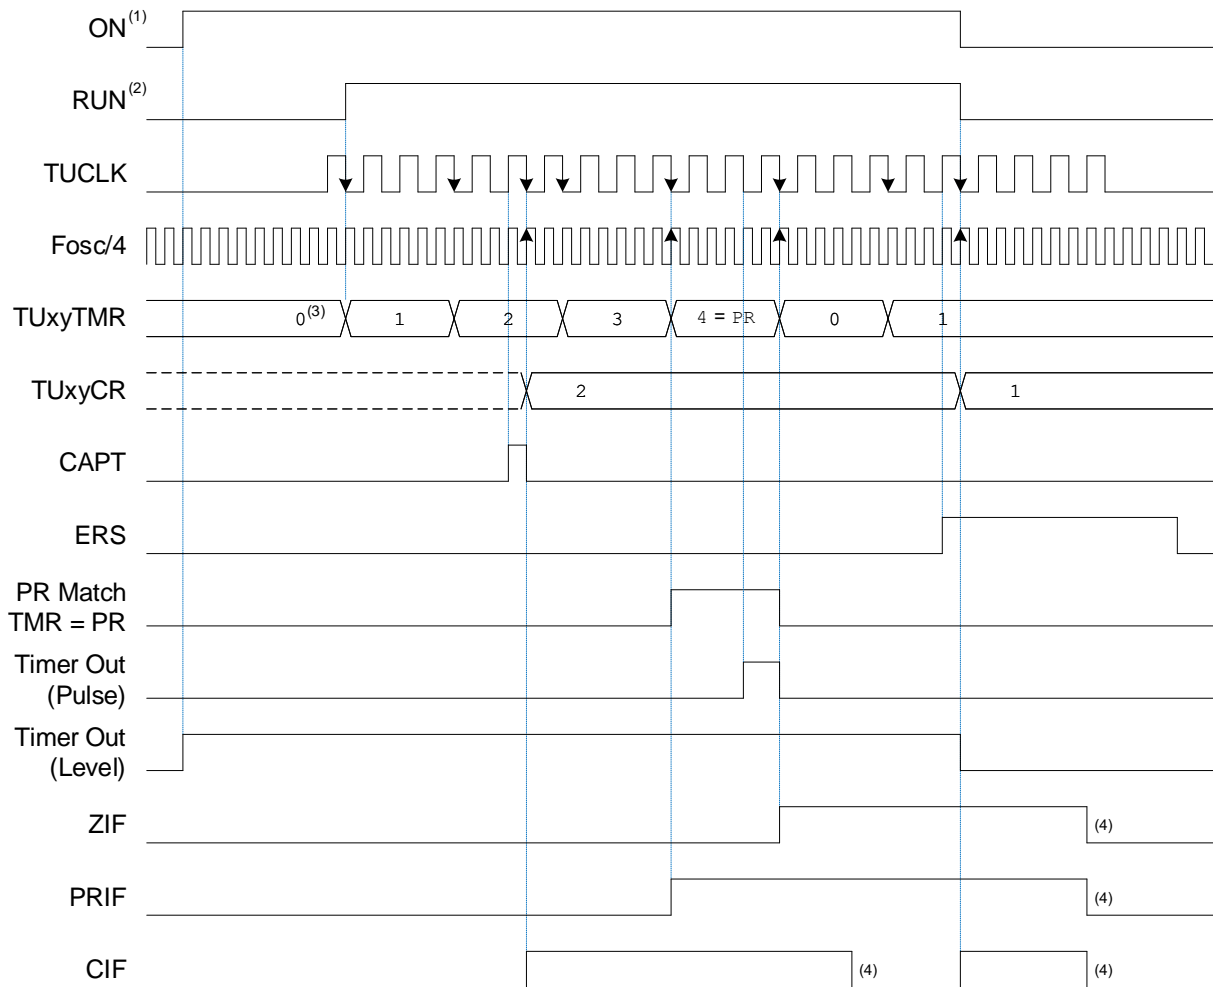 ON(1)
RUN(2)
TUCLK
Fosc/4
TUxyTMR 0(3) 1 2 3 4 = PR 0 1
TUxyCR 2 1
CAPT
ERS
PR Match
TMR = PR
Timer Out
(Pulse)
Timer Out
(Level)
ZIF (4)
PRIF (4)
CIF (4) (4)